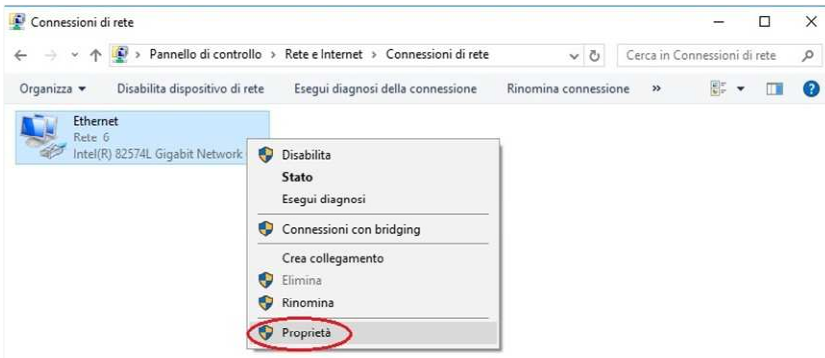 Connessioni di rete
Pannello di controllo > Rete e Internet > Connessioni di rete
Cerca in Connessioni di rete
Organizza
Disabilita dispositivo di rete
Esegui diagnosi della connessione
Rinomina connessione
»
Ethernet
Rete 6
Intel(R) 82574L Gigabit Network
Disabilita
Stato
Esegui diagnosi
Connessioni con bridging
Crea collegamento
Elimina
Rinomina
Proprietà